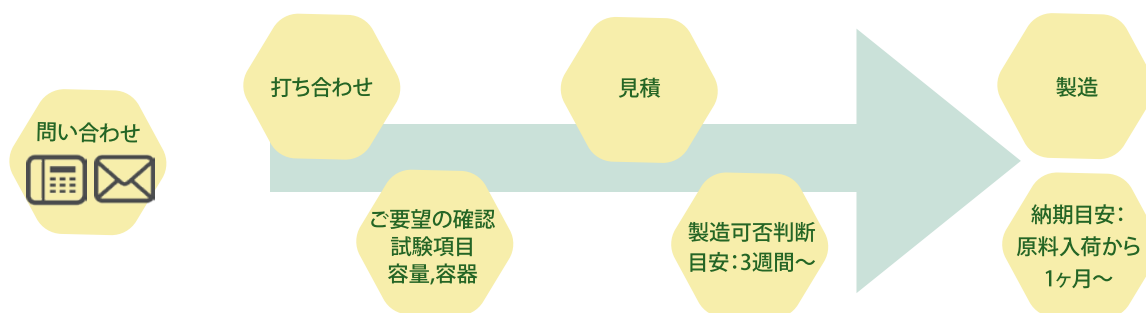 問い合わせ
打ち合わせ
ご要望の確認
試験項目
容量,容器
見積
製造可否判断
目安:3週間～
製造
納期目安:
原料入荷から
1ヶ月～